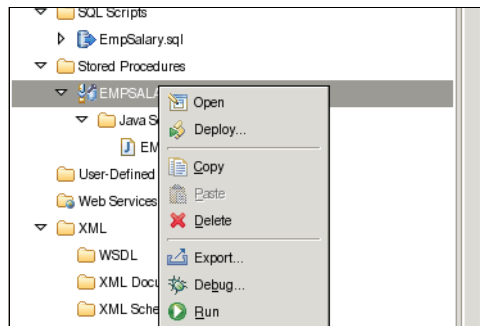 SQL Scripts
EmpSalary.sql
Stored Procedures
EMPSALA
Open
Java S
Deploy...
EM
Copy
User-Defined
Paste
Web Services
Delete
XML
WSDL
Export...
XML Docu
Debug...
XML Sche
Run